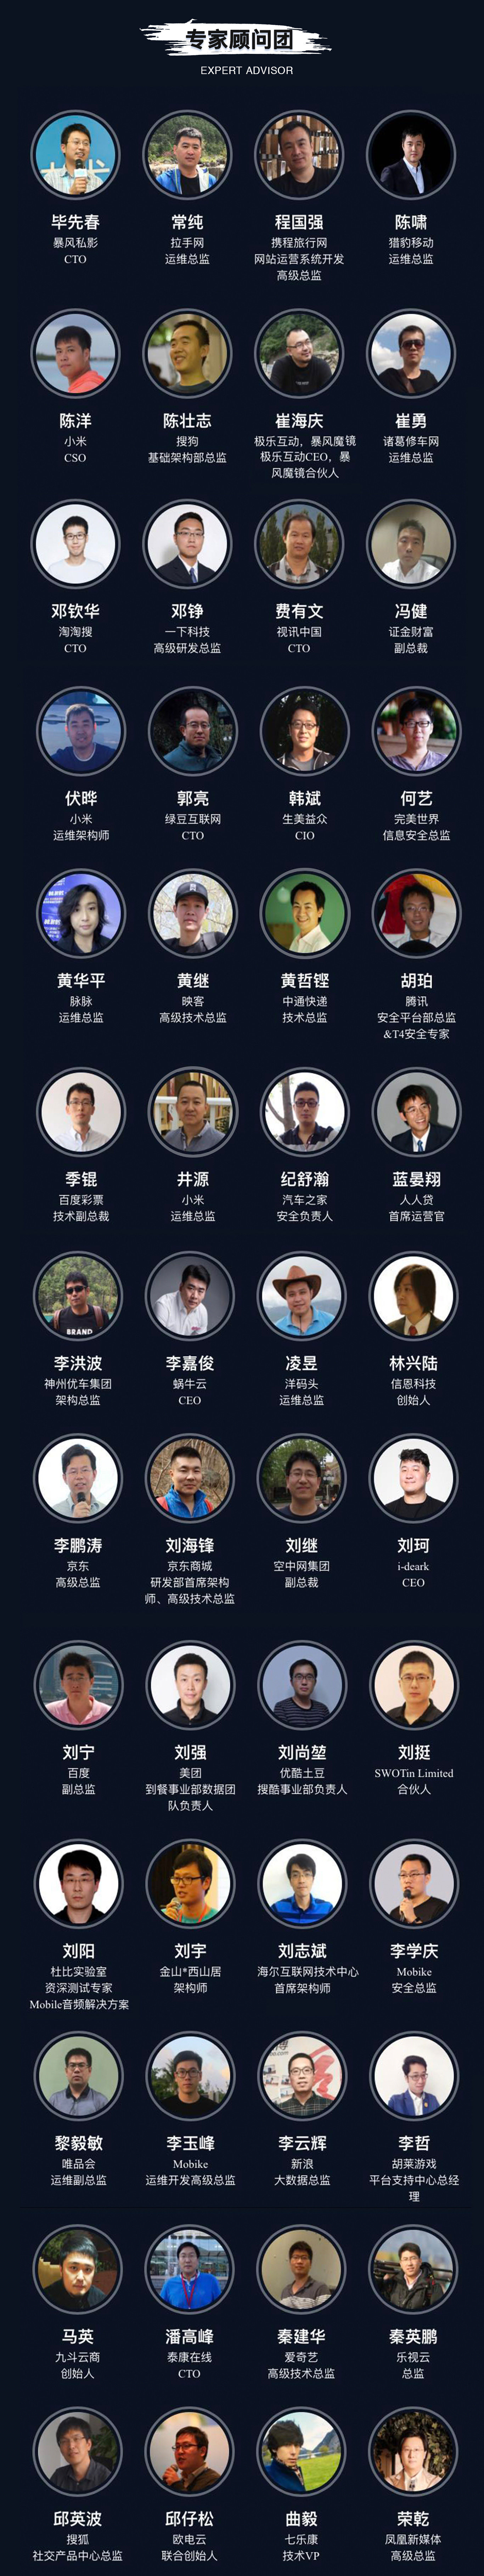 专家顾问团
EXPERT ADVISOR
毕先春
暴风私影
CTO
常纯
拉手网
运维总监
程国强
携程旅行网
网站运营系统开发
高级总监
陈啸
猎豹移动
运维总监
陈洋
小米
CSO
陈壮志
搜狗
基础架构部总监
崔海庆
极乐互动，暴风魔镜
极乐互动CEO，暴
风魔镜合伙人
崔勇
诸葛修车网
运维总监
邓钦华
淘淘搜
CTO
邓铮
一下科技
高级研发总监
费有文
视讯中国
CTO
冯健
证金财富
副总裁
伏晔
小米
运维架构师
郭亮
绿豆互联网
CTO
韩斌
生美益众
CIO
何艺
完美世界
信息安全总监
黄华平
脉脉
运维总监
黄继
映客
高级技术总监
黄哲铿
中通快递
技术总监
胡珀
腾讯
安全平台部总监
&T4安全专家
季锟
百度彩票
技术副总裁
井源
小米
运维总监
纪舒瀚
汽车之家
安全负责人
蓝晏翔
人人贷
首席运营官
BRAND
李洪波
神州优车集团
架构总监
李嘉俊
蜗牛云
CEO
凌昱
洋码头
运维总监
林兴陆
信恩科技
创始人
李鹏涛
京东
高级总监
刘海锋
京东商城
研发部首席架构
师、高级技术总监
刘继
空中网集团
副总裁
刘珂
i-deark
CEO
刘宁
百度
副总监
刘强
美团
到餐事业部数据团
队负责人
刘尚堃
优酷土豆
搜酷事业部负责人
刘挺
SWOTin Limited
合伙人
刘阳
杜比实验室
资深测试专家
Mobile音频解决方案
刘宇
金山*西山居
架构师
刘志斌
海尔互联网技术中心
首席架构师
李学庆
Mobike
安全总监
黎毅敏
唯品会
运维副总监
李玉峰
Mobike
运维开发高级总监
李云辉
新浪
大数据总监
李哲
胡莱游戏
平台支持中心总经
理
马英
九斗云商
创始人
潘高峰
泰康在线
CTO
秦建华
爱奇艺
高级技术总监
秦英鹏
乐视云
总监
邱英波
搜狐
社交产品中心总监
邱仔松
欧电云
联合创始人
曲毅
七乐康
技术VP
荣乾
凤凰新媒体
高级总监